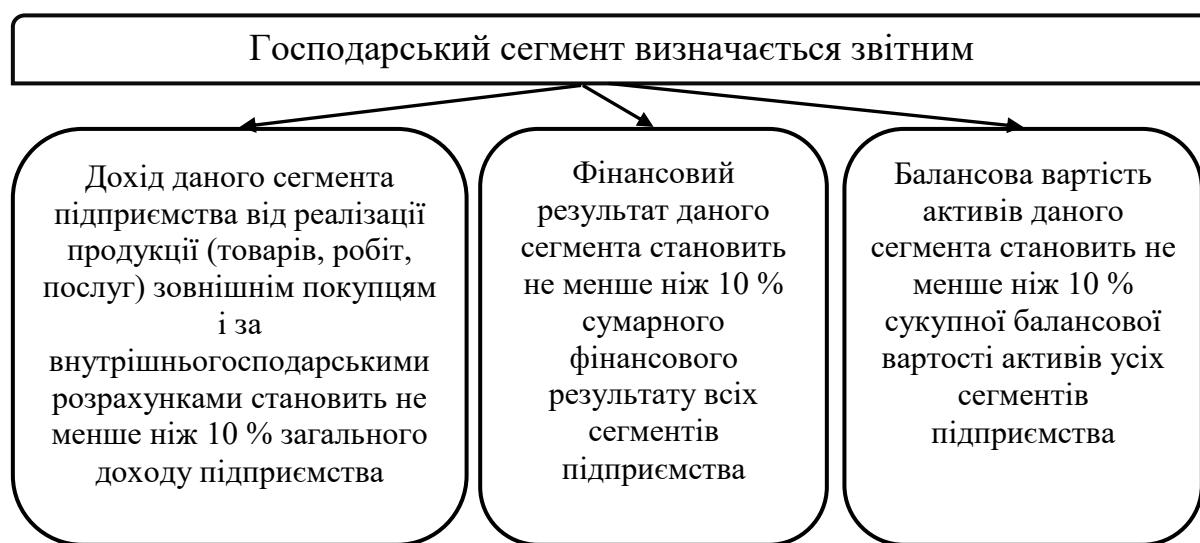 Господарський сегмент визначається звітним
Дохід даного сегмента
підприємства від реалізації
продукції (товарів, робіт,
послуг) зовнішнім покупцям
і за
внутрішньогосподарськими
розрахунками становить не
менше ніж 10 % загального
доходу підприємства
Фінансовий
результат даного
сегмента становить
не менше ніж 10 %
сумарного
фінансового
результату всіх
сегментів
підприємства
Балансова вартість
активів даного
сегмента становить не
менше ніж 10 %
сукупної балансової
вартості активів усіх
сегментів
підприємства